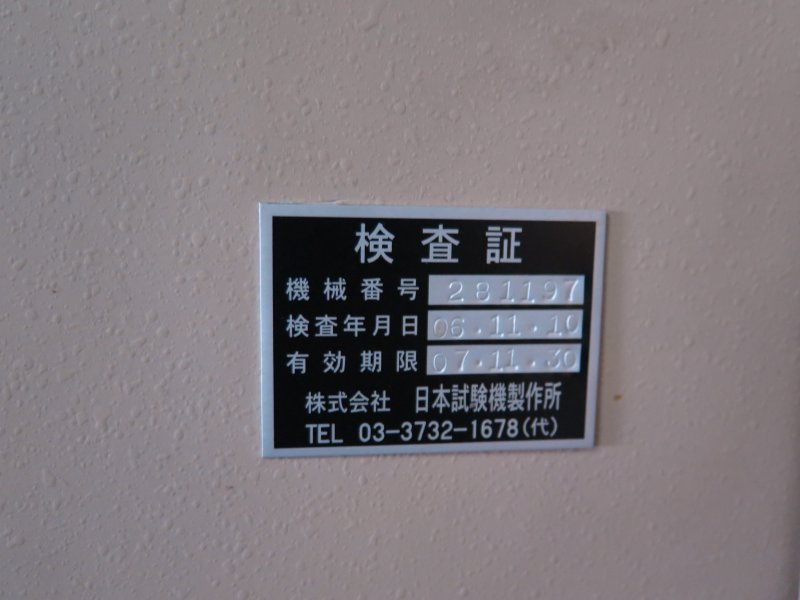 検査証
機械番号 281197
検査年月日 06.11.10
有効期限 07.11.30
株式会社 日本試験機製作所
TEL 03-3732-1678(代)